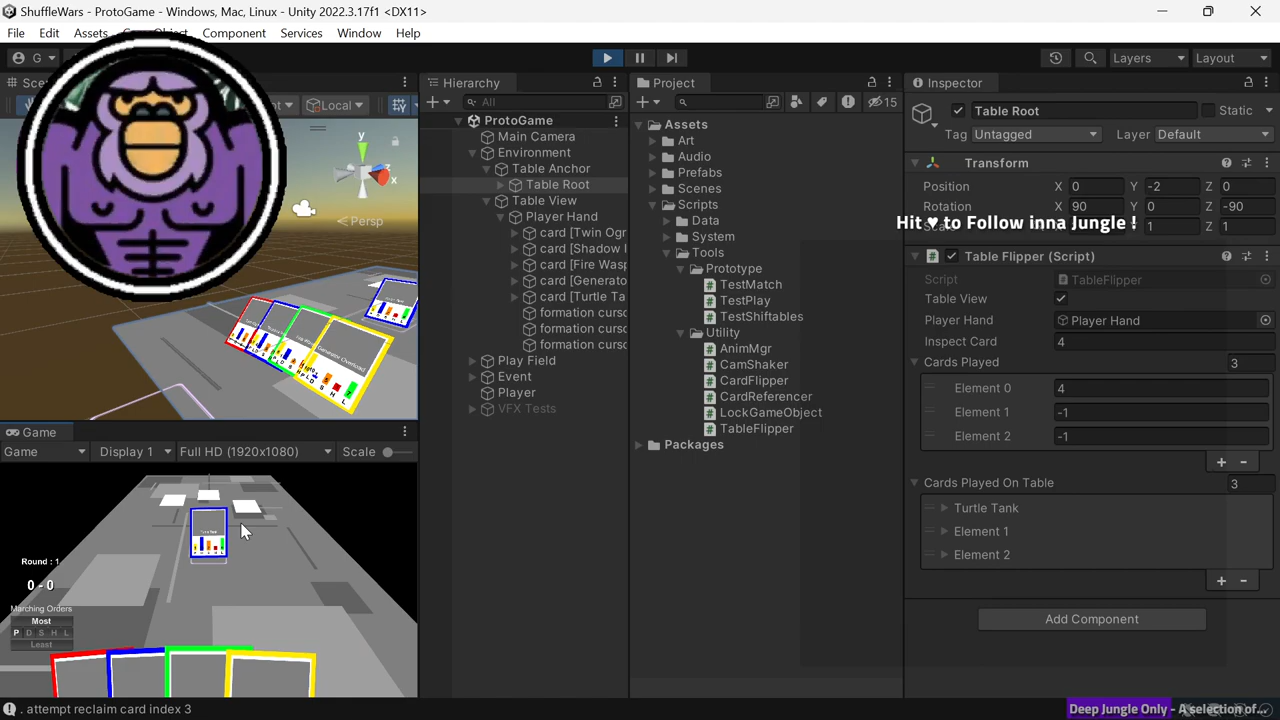 ShuffleWars - ProtoGame - Windows, Mac, Linux - Unity 2022.3.17f1 <DX11>
File Edit Assets GameObject Component Services Window Help
G Layers Layout
Local
y
x
Persp
Hierarchy
All
ProtoGame
Main Camera
Environment
Table Anchor
Table Root
Table View
Player Hand
card [Twin Ogr
card [Shadow I
card [Fire Wasp
card [Generato
card [Turtle Ta
formation curso
formation curso
formation curso
Play Field
Event
Player
VFX Tests
Project
15
Assets
Art
Audio
Prefabs
Scenes
Scripts
Data
System
Tools
Prototype
TestMatch
TestPlay
TestShiftables
Utility
AnimMgr
CamShaker
CardFlipper
CardReferencer
LockGameObject
TableFlipper
Packages
Inspector
Table Root Static
Tag Untagged Layer Default
Transform
Position X 0 Y -2 Z 0
Rotation X 90 Y 0 Z -90
X 1 Y 1 Z 1
Hit ♥ to Follow inna Jungle !
Table Flipper (Script)
Script TableFlipper
Table View
Player Hand Player Hand
Inspect Card 4
Cards Played 3
Element 0 4
Element 1 -1
Element 2 -1
Cards Played On Table 3
Turtle Tank
Element 1
Element 2
Add Component
Game
Game Display 1 Full HD (1920x1080) Scale
Round : 1
0 - 0
Marching Orders
Most
P D S H L
Least
. attempt reclaim card index 3
Deep Jungle Only - A selection of...